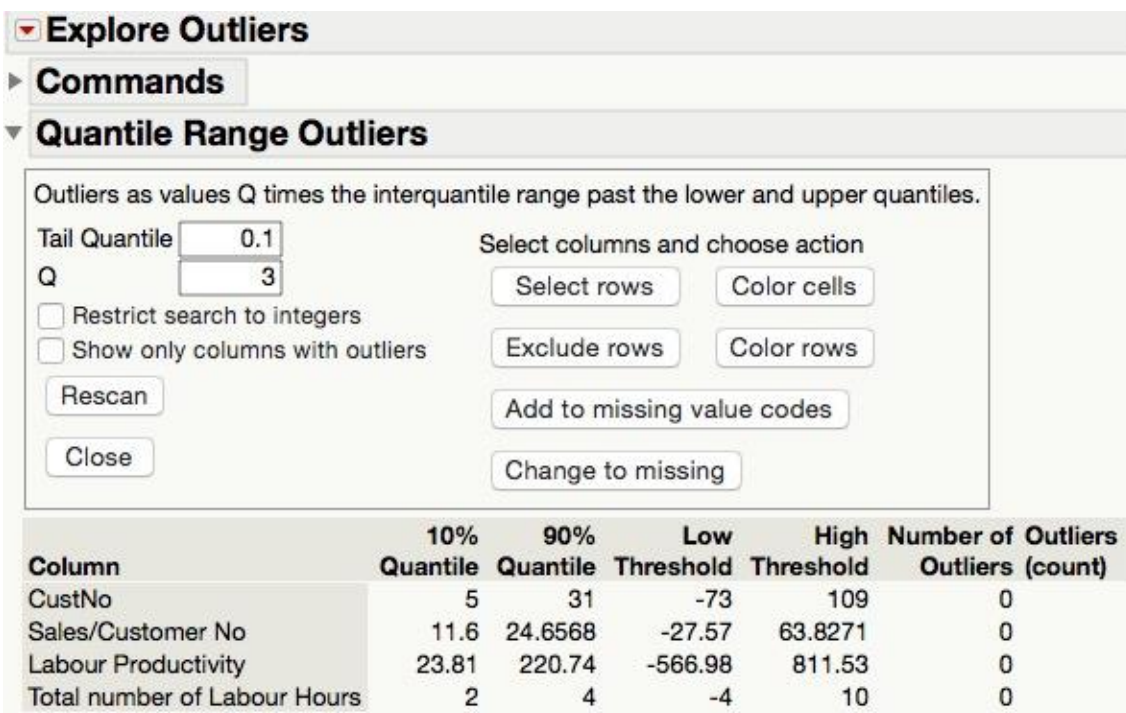 Explore Outliers
Commands
Quantile Range Outliers
Outliers as values Q times the interquantile range past the lower and upper quantiles.
Tail Quantile 0.1
Q 3
Restrict search to integers
Show only columns with outliers
Rescan
Close
Select columns and choose action
Select rows Color cells
Exclude rows Color rows
Add to missing value codes
Change to missing
10% 90% Low High Number of Outliers
Column Quantile Quantile Threshold Threshold Outliers (count)
CustNo 5 31 -73 109 0
Sales/Customer No 11.6 24.6568 -27.57 63.8271 0
Labour Productivity 23.81 220.74 -566.98 811.53 0
Total number of Labour Hours 2 4 -4 10 0